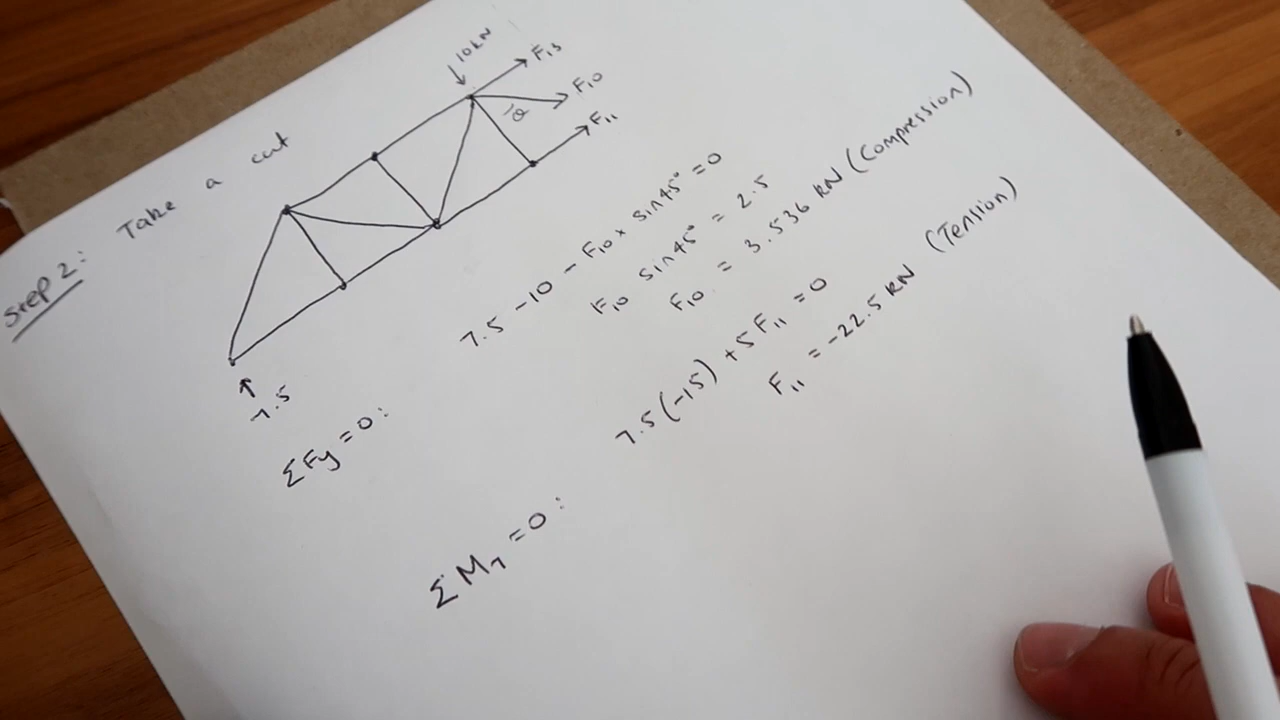 Step 2: Take a cut
10kN
F₁₃
F₁₀
θ
F₁₁
7.5
ΣFy = 0:
7.5 - 10 - F₁₀ × sin45° = 0
F₁₀ sin45° = 2.5
F₁₀ = 3.536 kN (Compression)
ΣM₇ = 0:
7.5(-15) + 5F₁₁ = 0
F₁₁ = -22.5 kN (Tension)